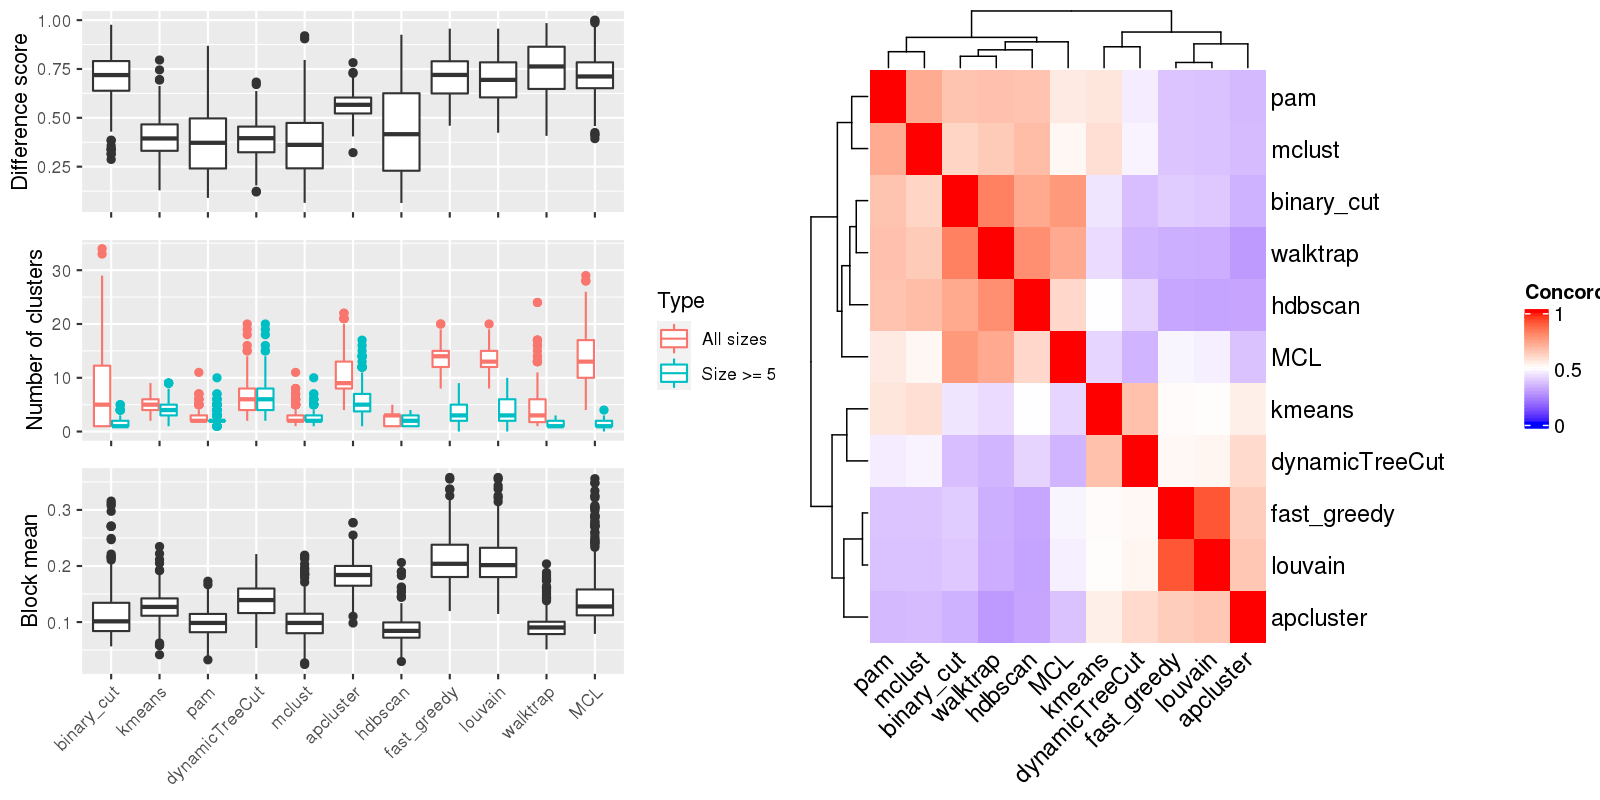 Difference score
1.00
0.75
0.50
0.25
Number of clusters
30
20
10
0
Block mean
0.3
0.2
0.1
binary_cut
kmeans
pam
dynamicTreeCut
mclust
apcluster
hdbscan
fast_greedy
louvain
walktrap
MCL
Type
All sizes
Size >= 5
pam
mclust
binary_cut
walktrap
hdbscan
MCL
kmeans
dynamicTreeCut
fast_greedy
louvain
apcluster
pam
mclust
binary_cut
walktrap
hdbscan
MCL
kmeans
dynamicTreeCut
fast_greedy
louvain
apcluster
Concord
1
0.5
0